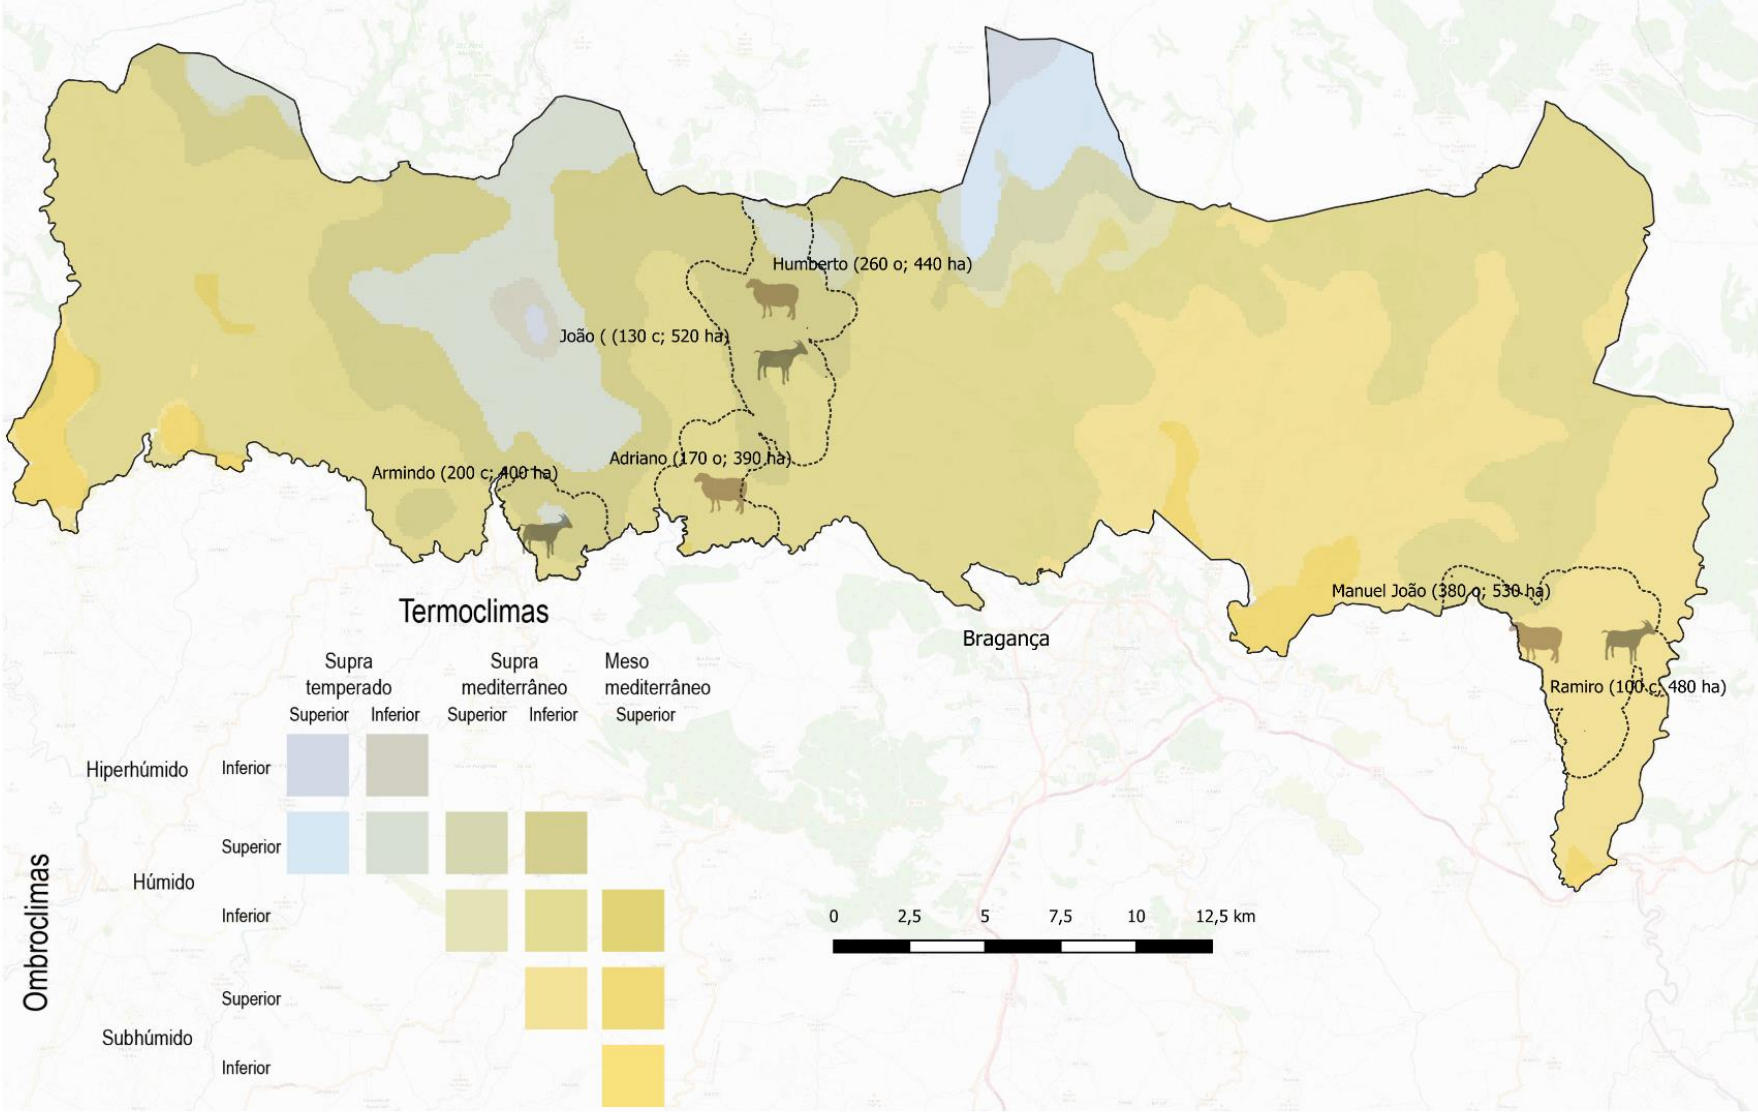 Humberto (260 o; 440 ha)
João ( (130 c; 520 ha)
Adriano (170 o; 390 ha)
Armindo (200 c; 400 ha)
Manuel João (380 o; 530 ha)
Bragança
Ramiro (100 c; 480 ha)
Termoclimas
Supra
temperado
Supra
mediterrâneo
Meso
mediterrâneo
Superior
Inferior
Superior
Inferior
Superior
Ombroclimas
Hiperhúmido
Inferior
Húmido
Superior
Inferior
Subhúmido
Superior
Inferior
0 2,5 5 7,5 10 12,5 km